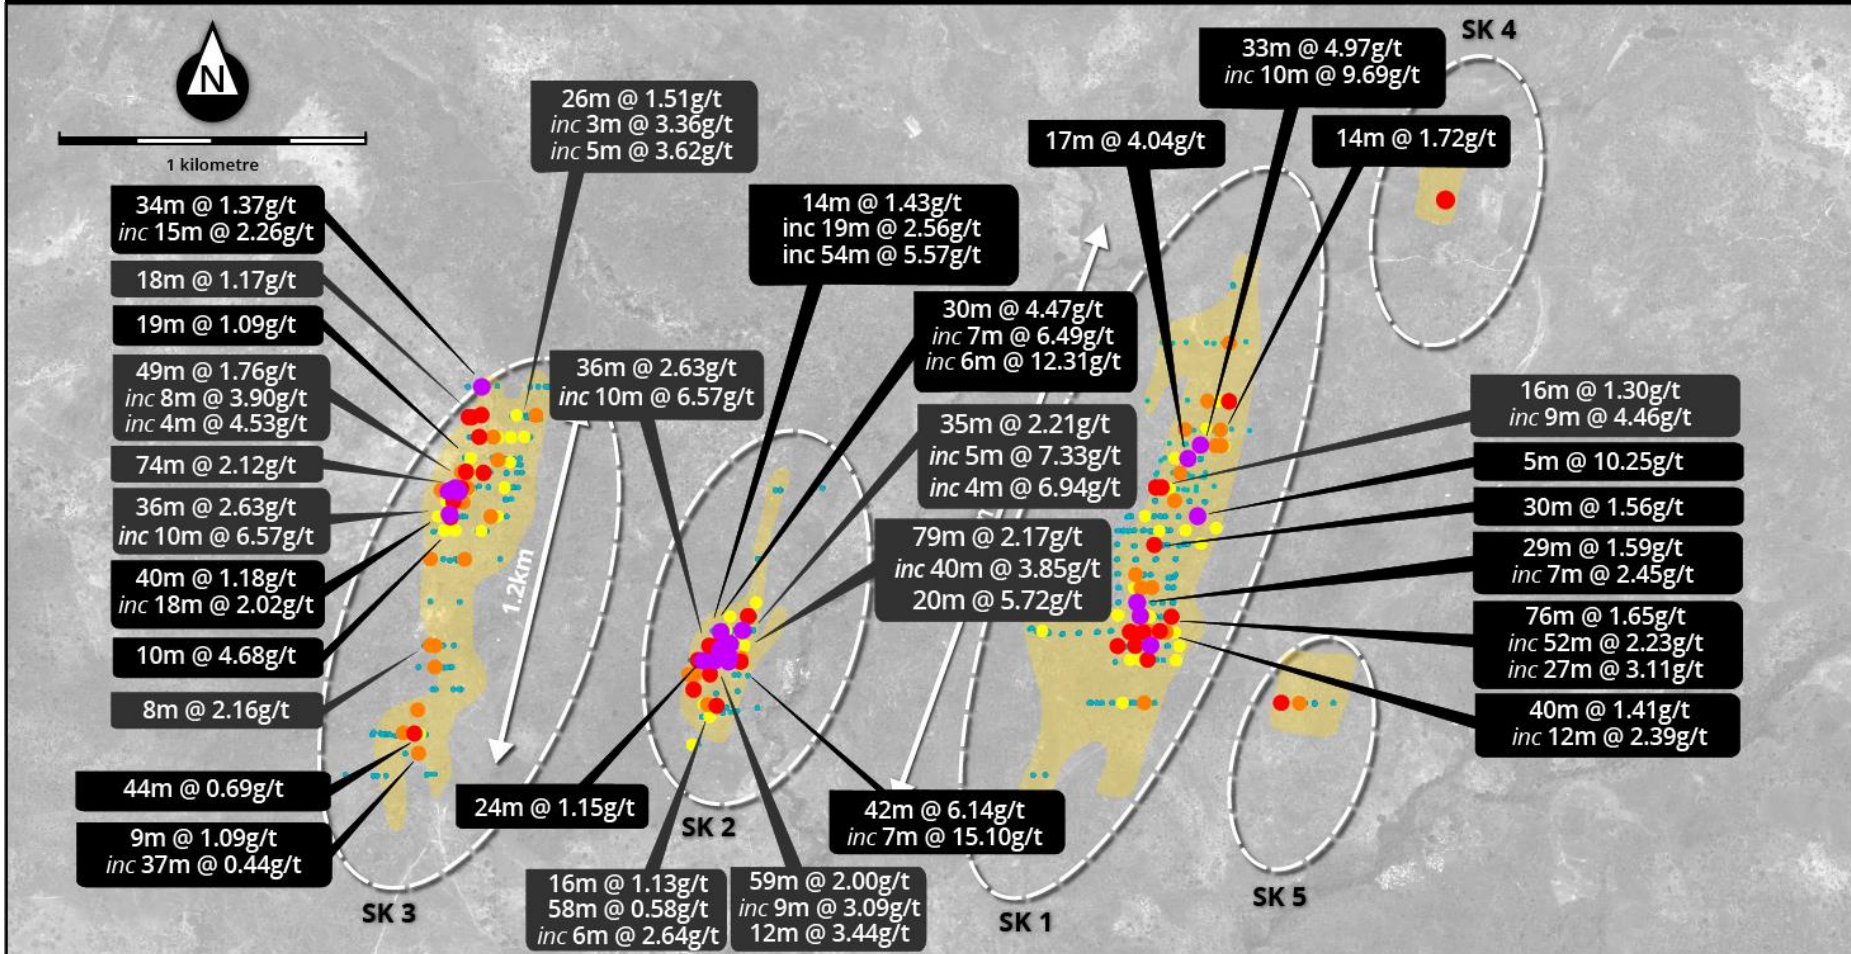 SK 4
33m @ 4.97g/t
inc 10m @ 9.69g/t
N
26m @ 1.51g/t
inc 3m @ 3.36g/t
inc 5m @ 3.62g/t
17m @ 4.04g/t
14m @ 1.72g/t
1 kilometre
34m @ 1.37g/t
inc 15m @ 2.26g/t
14m @ 1.43g/t
inc 19m @ 2.56g/t
inc 54m @ 5.57g/t
18m @ 1.17g/t
19m @ 1.09g/t
30m @ 4.47g/t
inc 7m @ 6.49g/t
inc 6m @ 12.31g/t
49m @ 1.76g/t
inc 8m @ 3.90g/t
inc 4m @ 4.53g/t
36m @ 2.63g/t
inc 10m @ 6.57g/t
16m @ 1.30g/t
inc 9m @ 4.46g/t
35m @ 2.21g/t
inc 5m @ 7.33g/t
inc 4m @ 6.94g/t
74m @ 2.12g/t
5m @ 10.25g/t
36m @ 2.63g/t
inc 10m @ 6.57g/t
30m @ 1.56g/t
79m @ 2.17g/t
inc 40m @ 3.85g/t
20m @ 5.72g/t
29m @ 1.59g/t
inc 7m @ 2.45g/t
40m @ 1.18g/t
inc 18m @ 2.02g/t
1.2km
76m @ 1.65g/t
inc 52m @ 2.23g/t
inc 27m @ 3.11g/t
10m @ 4.68g/t
8m @ 2.16g/t
40m @ 1.41g/t
inc 12m @ 2.39g/t
44m @ 0.69g/t
24m @ 1.15g/t
42m @ 6.14g/t
inc 7m @ 15.10g/t
SK 2
9m @ 1.09g/t
inc 37m @ 0.44g/t
16m @ 1.13g/t
58m @ 0.58g/t
inc 6m @ 2.64g/t
59m @ 2.00g/t
inc 9m @ 3.09g/t
12m @ 3.44g/t
SK 5
SK 3
SK 1